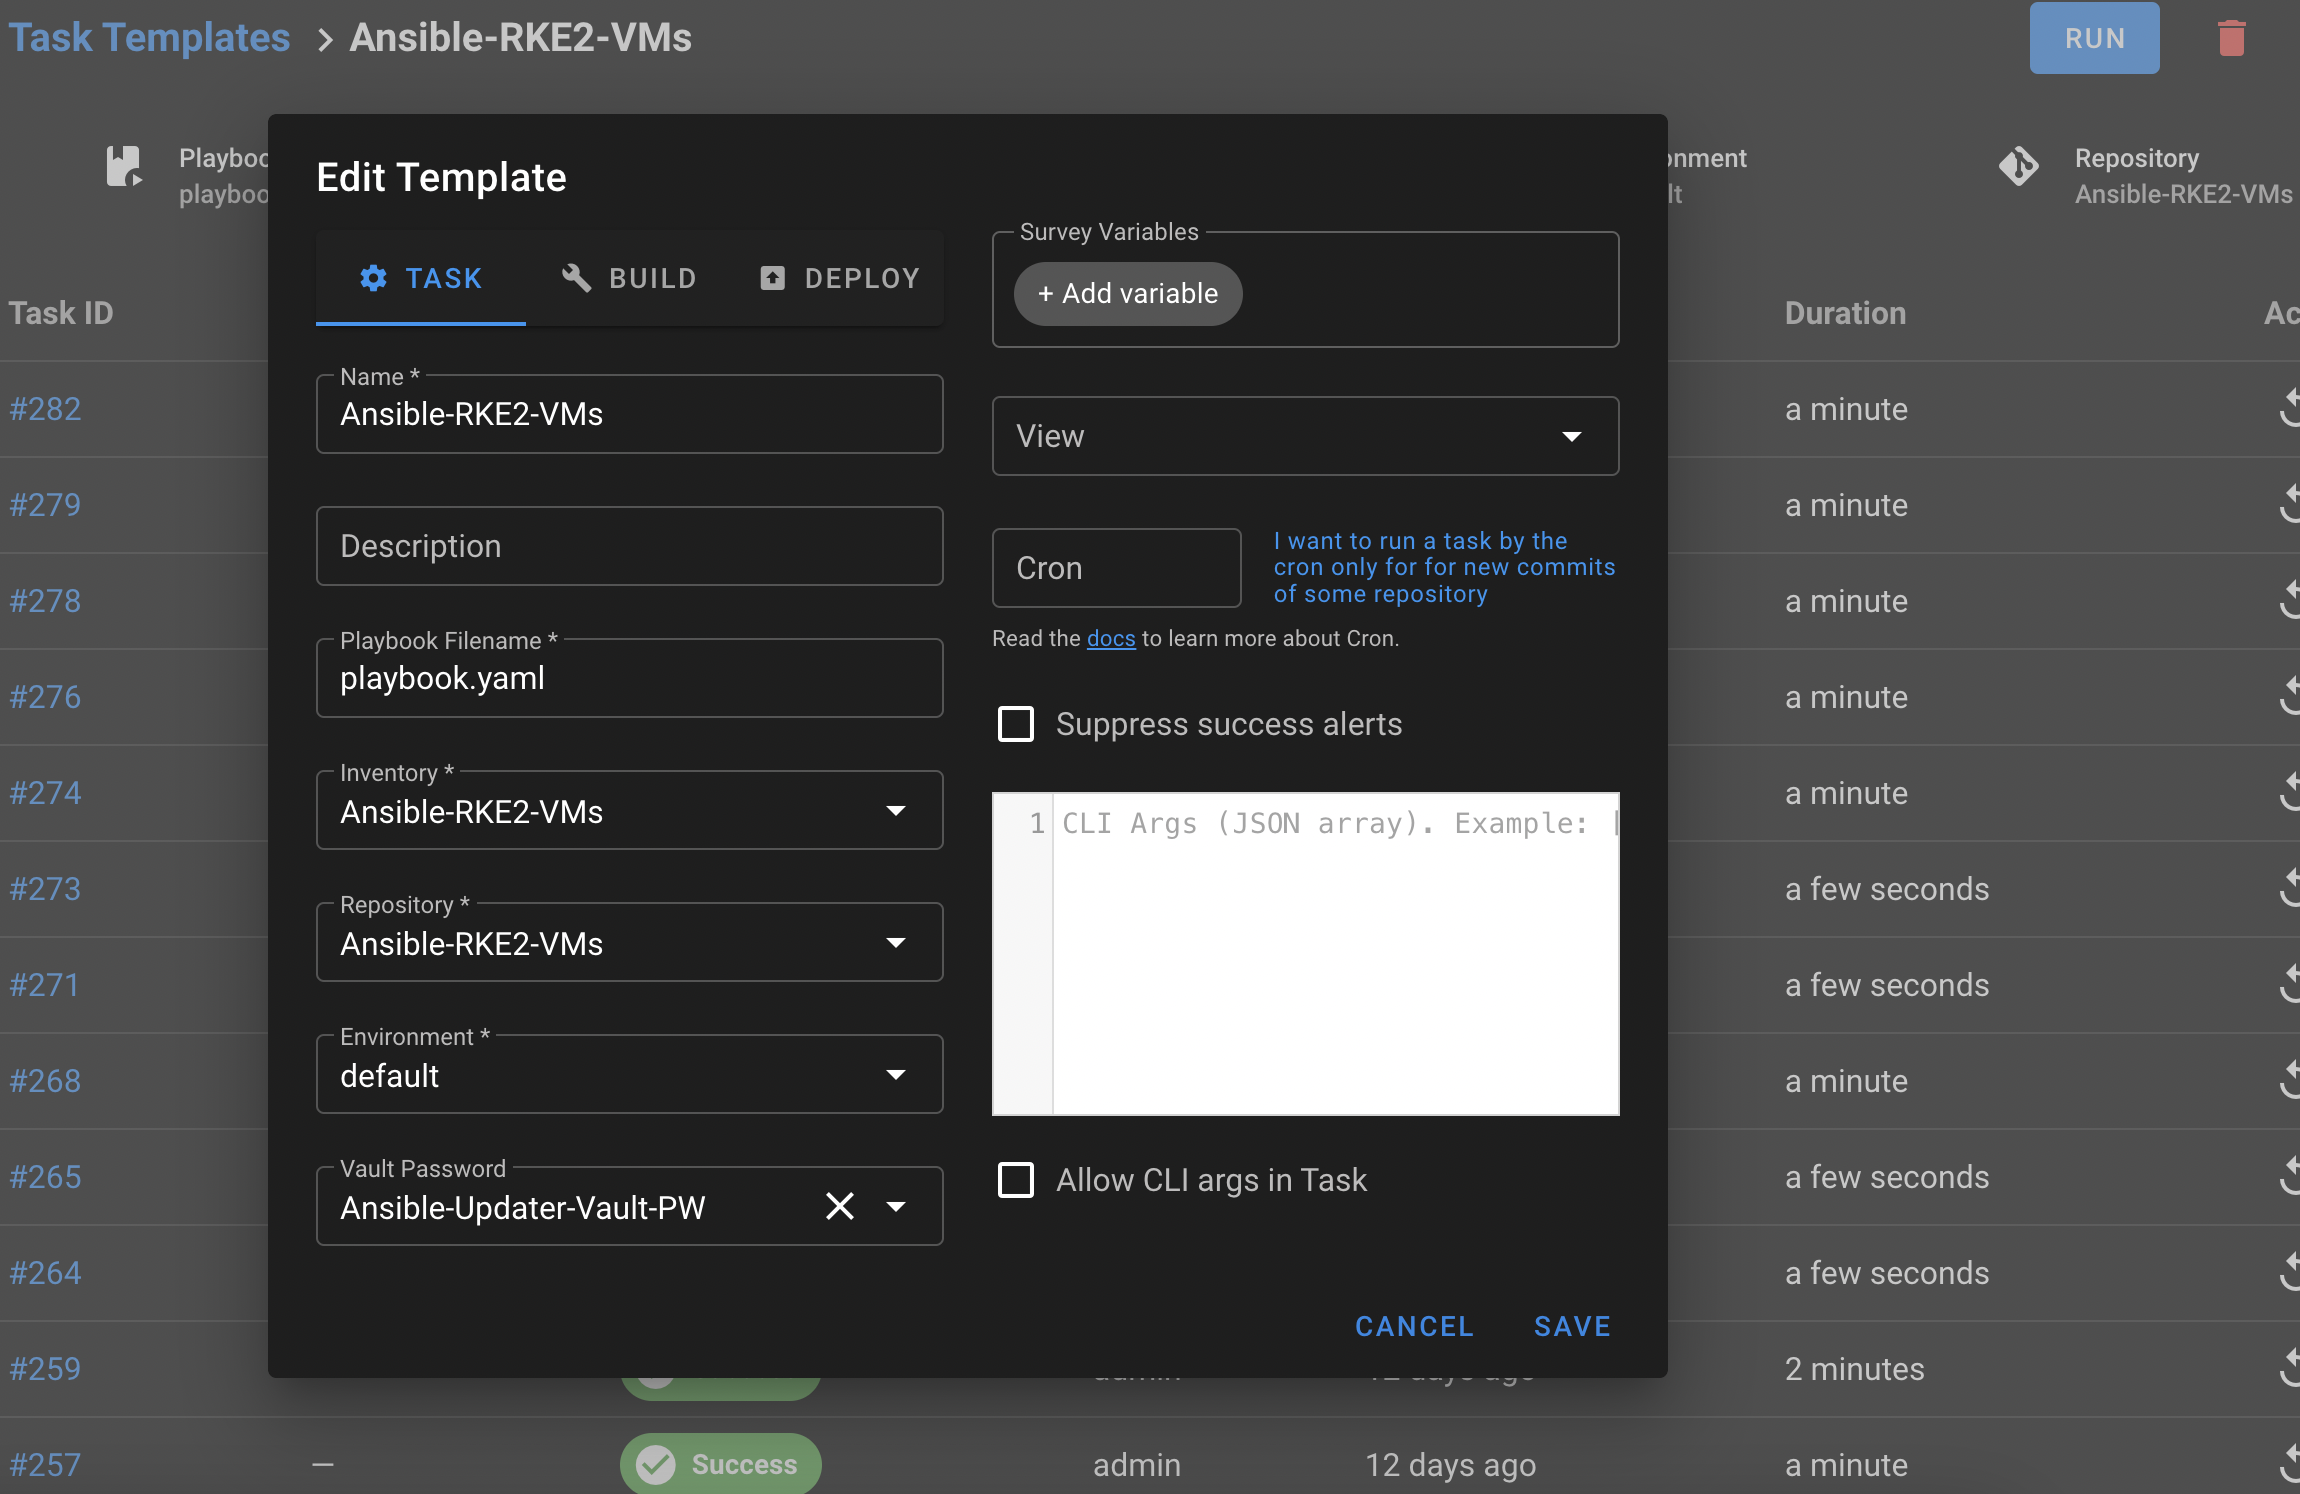 Task Templates > Ansible-RKE2-VMs
RUN
Playboo
playboo
onment
lt
Repository
Ansible-RKE2-VMs
Edit Template
TASK
BUILD
DEPLOY
Name *
Ansible-RKE2-VMs
Description
Playbook Filename *
playbook.yaml
Inventory *
Ansible-RKE2-VMs
Repository *
Ansible-RKE2-VMs
Environment *
default
Vault Password
Ansible-Updater-Vault-PW
Survey Variables
+ Add variable
View
Cron
I want to run a task by the
cron only for for new commits
of some repository
Read the docs to learn more about Cron.
Suppress success alerts
1 CLI Args (JSON array). Example: [
Allow CLI args in Task
CANCEL
SAVE
Task ID
Duration
Ac
#282
a minute
#279
a minute
#278
a minute
#276
a minute
#274
a minute
#273
a few seconds
#271
a few seconds
#268
a minute
#265
a few seconds
#264
a few seconds
#259
admin
12 days ago
2 minutes
#257
—
Success
admin
12 days ago
a minute